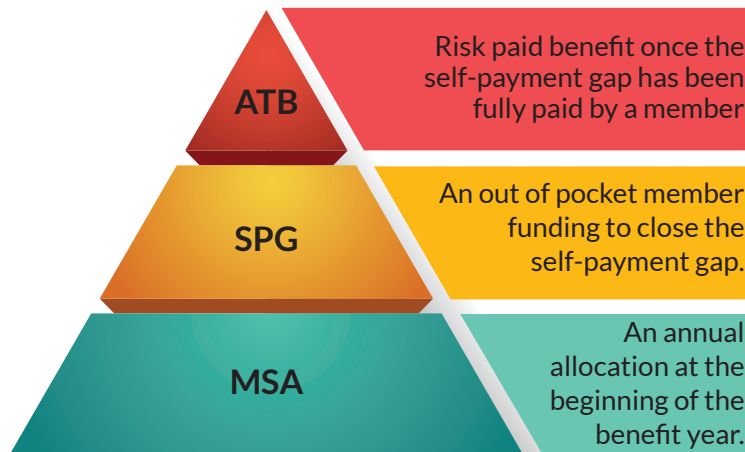 ATB
Risk paid benefit once the
self-payment gap has been
fully paid by a member
SPG
An out of pocket member
funding to close the
self-payment gap.
MSA
An annual
allocation at the
beginning of the
benefit year.